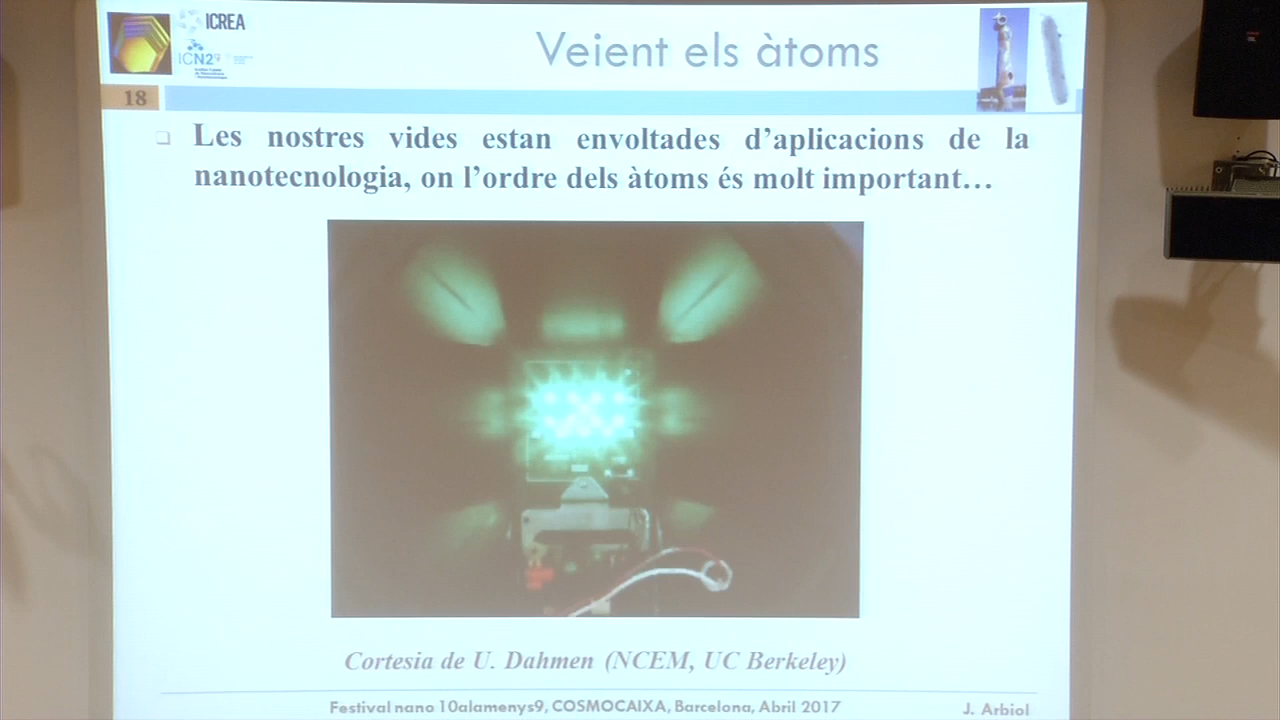 ICREA
ICN2
Veient els àtoms
18
Les nostres vides estan envoltades d’aplicacions de la
nanotecnologia, on l’ordre dels àtoms és molt important…
Cortesia de U. Dahmen (NCEM, UC Berkeley)
Festival nano 10alamenys9, COSMOCAIXA, Barcelona, Abril 2017
J. Arbiol